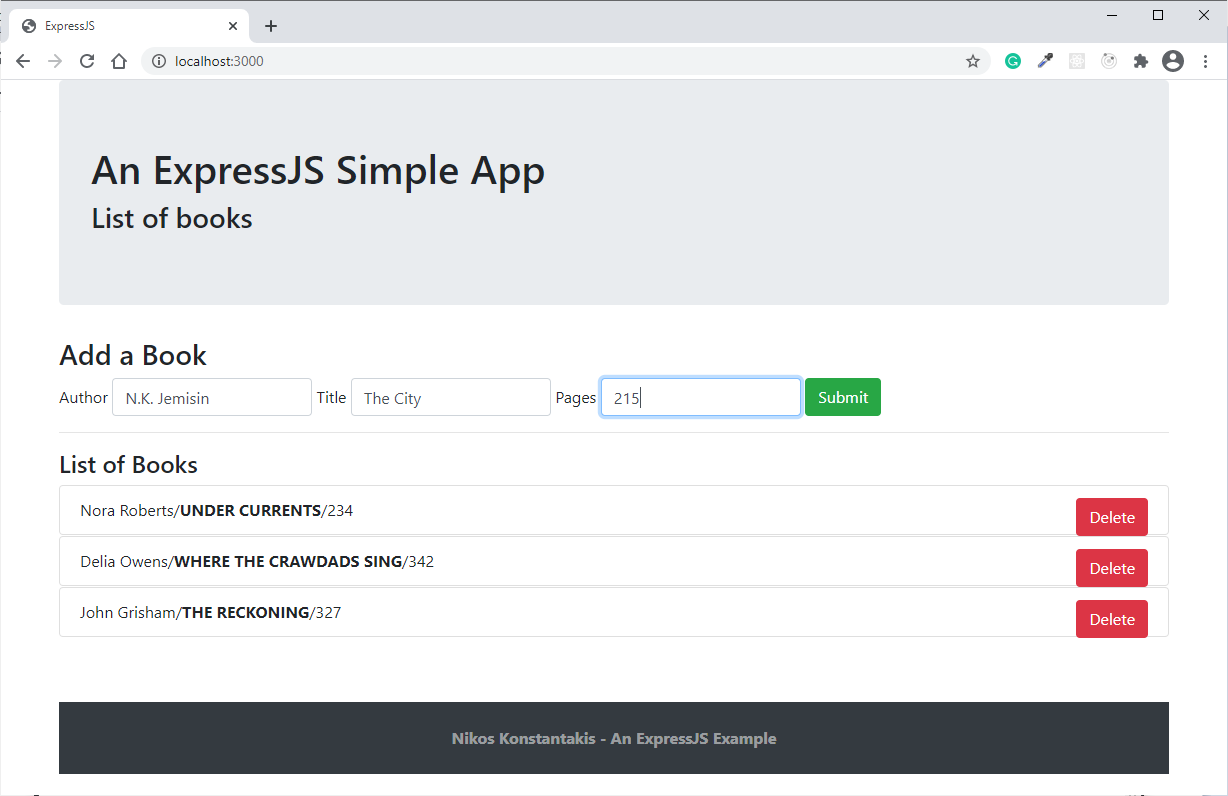 ExpressJS
localhost:3000
An ExpressJS Simple App
List of books
Add a Book
Author N.K. Jemisin Title The City Pages 215 Submit
List of Books
Nora Roberts/UNDER CURRENTS/234 Delete
Delia Owens/WHERE THE CRAWDADS SING/342 Delete
John Grisham/THE RECKONING/327 Delete
Nikos Konstantakis - An ExpressJS Example